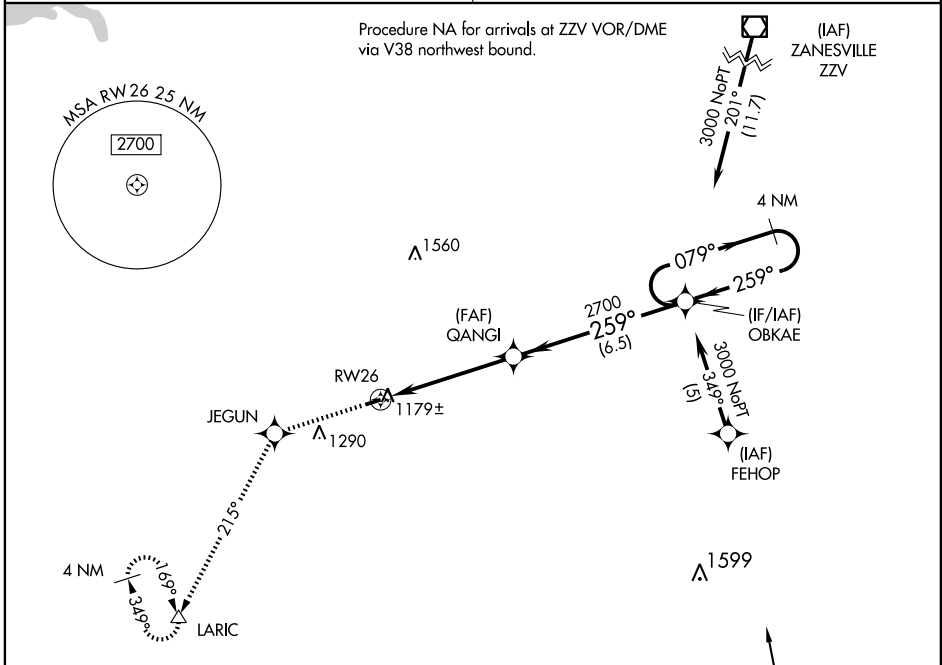 Procedure NA for arrivals at ZZV VOR/DME
via V38 northwest bound.
(IAF)
ZANESVILLE
ZZV
3000 NoPT
201°
(11.7)
MSA RW26 25 NM
2700
4 NM
079°
259°
1560
(FAF)
QANGI
2700
259°
(6.5)
(IF/IAF)
OBKAE
RW26
1179±
JEGUN
1290
3000 NoPT
349°
(5)
(IAF)
FEHOP
215°
4 NM
169°
349°
LARIC
1599